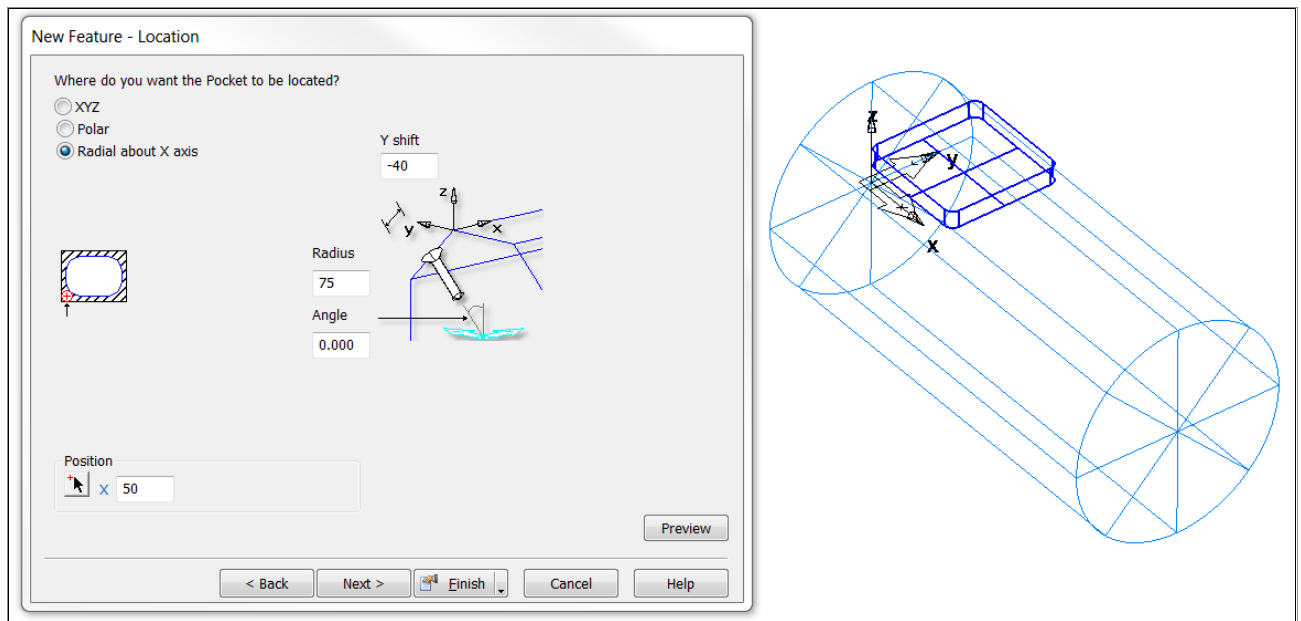 New Feature - Location
Where do you want the Pocket to be located?
XYZ
Polar
Radial about X axis
Y shift
-40
z
y
x
Radius
75
Angle
0.000
Position
X 50
Preview
< Back Next > Finish Cancel Help
z
y
x
x